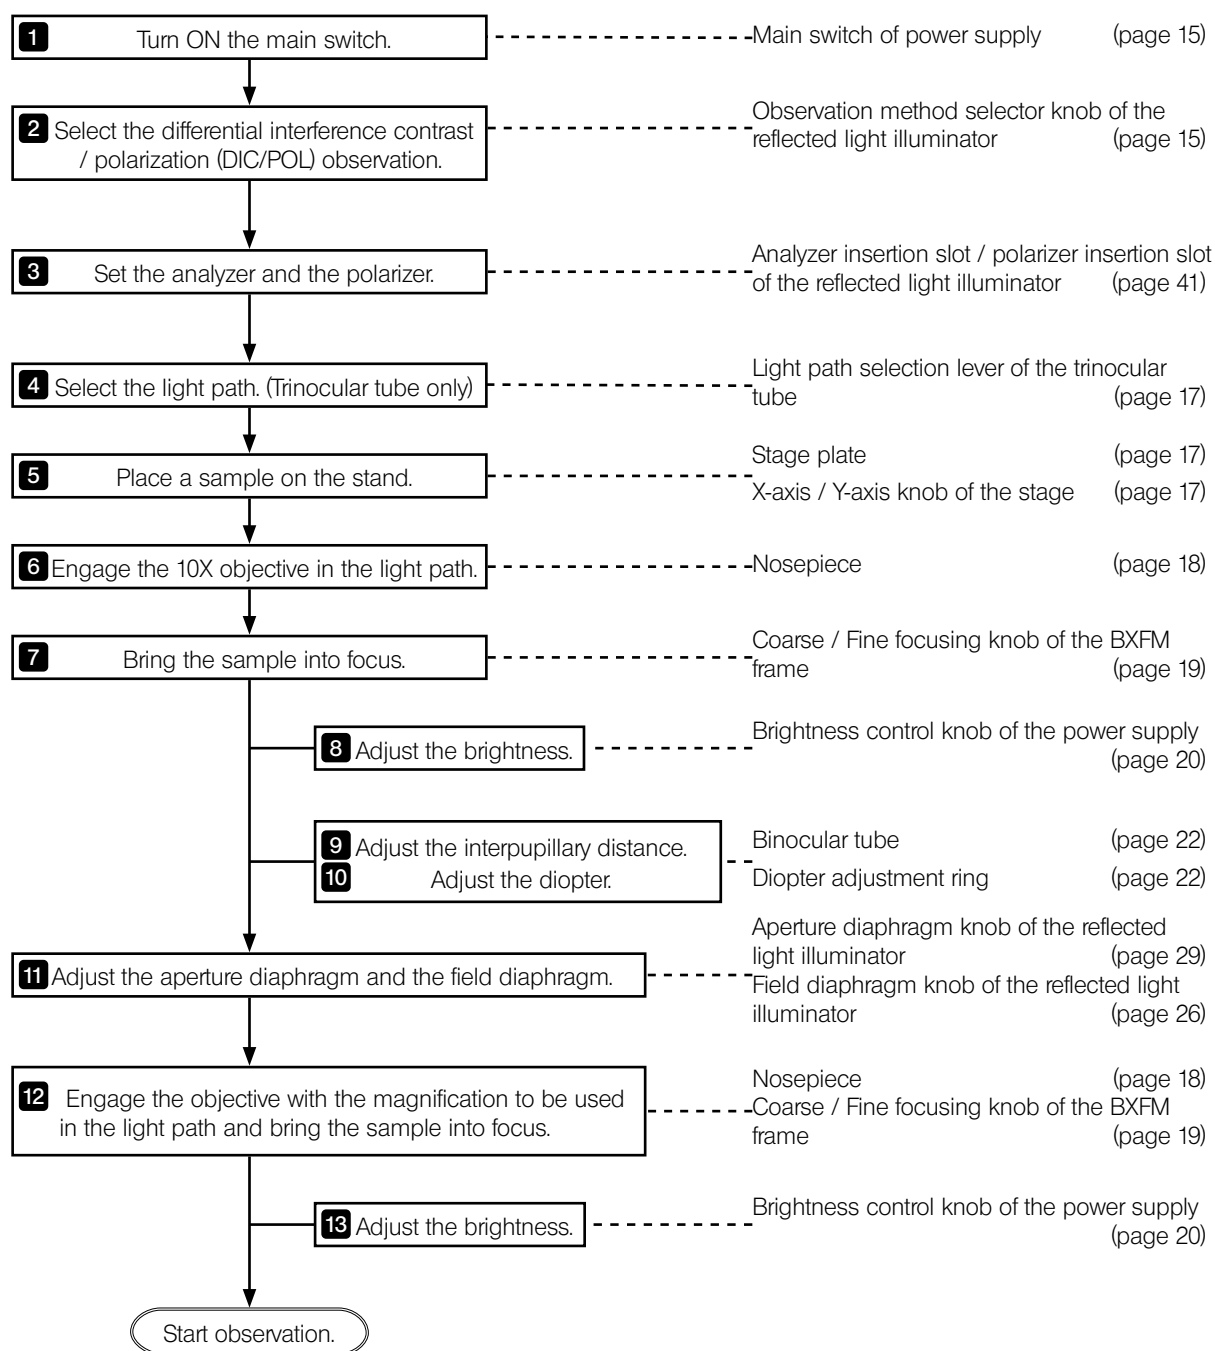 1 Turn ON the main switch.
Main switch of power supply (page 15)
2 Select the differential interference contrast
/ polarization (DIC/POL) observation.
Observation method selector knob of the
reflected light illuminator (page 15)
3 Set the analyzer and the polarizer.
Analyzer insertion slot / polarizer insertion slot
of the reflected light illuminator (page 41)
4 Select the light path. (Trinocular tube only)
Light path selection lever of the trinocular
tube (page 17)
5 Place a sample on the stand.
Stage plate (page 17)
X-axis / Y-axis knob of the stage (page 17)
6 Engage the 10X objective in the light path.
Nosepiece (page 18)
7 Bring the sample into focus.
Coarse / Fine focusing knob of the BXFM
frame (page 19)
8 Adjust the brightness.
Brightness control knob of the power supply
(page 20)
9 Adjust the interpupillary distance.
10 Adjust the diopter.
Binocular tube (page 22)
Diopter adjustment ring (page 22)
11 Adjust the aperture diaphragm and the field diaphragm.
Aperture diaphragm knob of the reflected
light illuminator (page 29)
Field diaphragm knob of the reflected light
illuminator (page 26)
12 Engage the objective with the magnification to be used
in the light path and bring the sample into focus.
Nosepiece (page 18)
Coarse / Fine focusing knob of the BXFM
frame (page 19)
13 Adjust the brightness.
Brightness control knob of the power supply
(page 20)
Start observation.